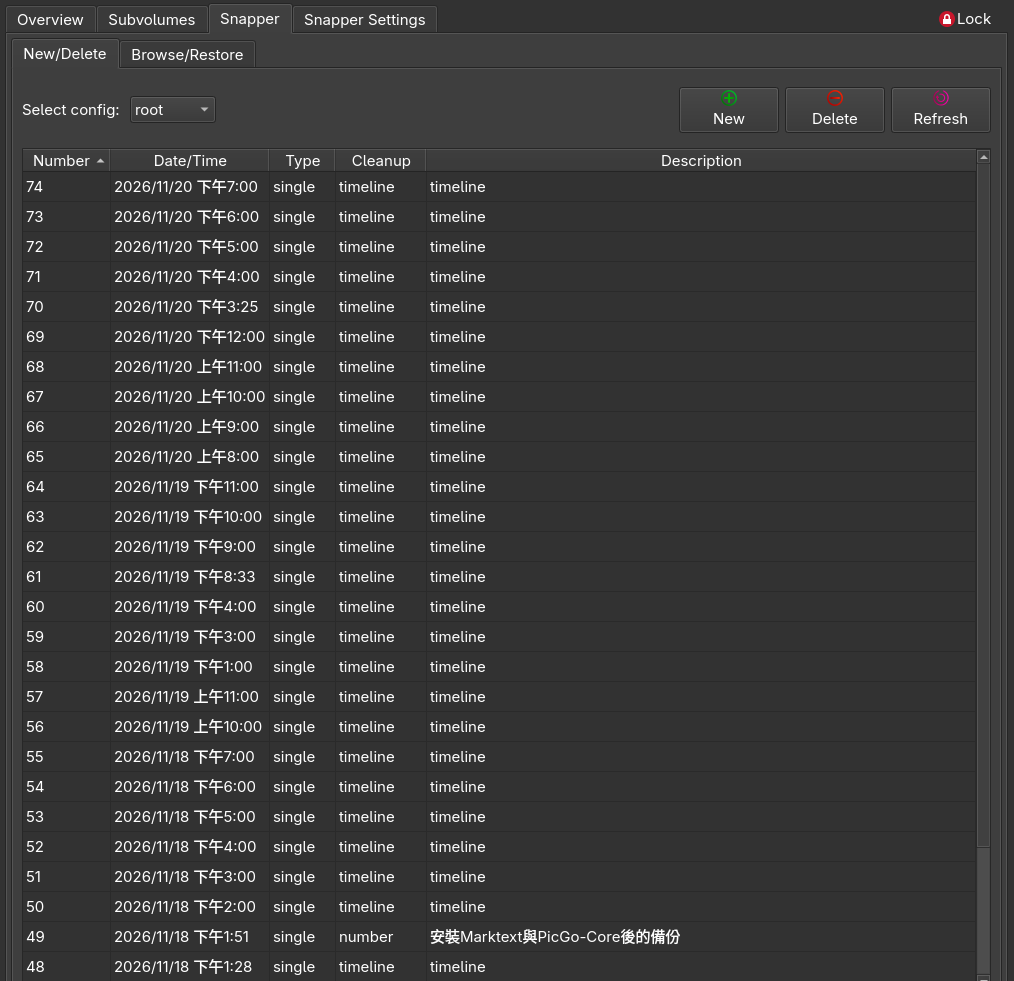 Overview Subvolumes Snapper Snapper Settings Lock
New/Delete Browse/Restore
Select config: root New Delete Refresh
Number Date/Time Type Cleanup Description
74 2026/11/20 下午7:00 single timeline timeline
73 2026/11/20 下午6:00 single timeline timeline
72 2026/11/20 下午5:00 single timeline timeline
71 2026/11/20 下午4:00 single timeline timeline
70 2026/11/20 下午3:25 single timeline timeline
69 2026/11/20 下午12:00 single timeline timeline
68 2026/11/20 上午11:00 single timeline timeline
67 2026/11/20 上午10:00 single timeline timeline
66 2026/11/20 上午9:00 single timeline timeline
65 2026/11/20 上午8:00 single timeline timeline
64 2026/11/19 下午11:00 single timeline timeline
63 2026/11/19 下午10:00 single timeline timeline
62 2026/11/19 下午9:00 single timeline timeline
61 2026/11/19 下午8:33 single timeline timeline
60 2026/11/19 下午4:00 single timeline timeline
59 2026/11/19 下午3:00 single timeline timeline
58 2026/11/19 下午1:00 single timeline timeline
57 2026/11/19 上午11:00 single timeline timeline
56 2026/11/19 上午10:00 single timeline timeline
55 2026/11/18 下午7:00 single timeline timeline
54 2026/11/18 下午6:00 single timeline timeline
53 2026/11/18 下午5:00 single timeline timeline
52 2026/11/18 下午4:00 single timeline timeline
51 2026/11/18 下午3:00 single timeline timeline
50 2026/11/18 下午2:00 single timeline timeline
49 2026/11/18 下午1:51 single number 安裝Marktext與PicGo-Core後的備份
48 2026/11/18 下午1:28 single timeline timeline